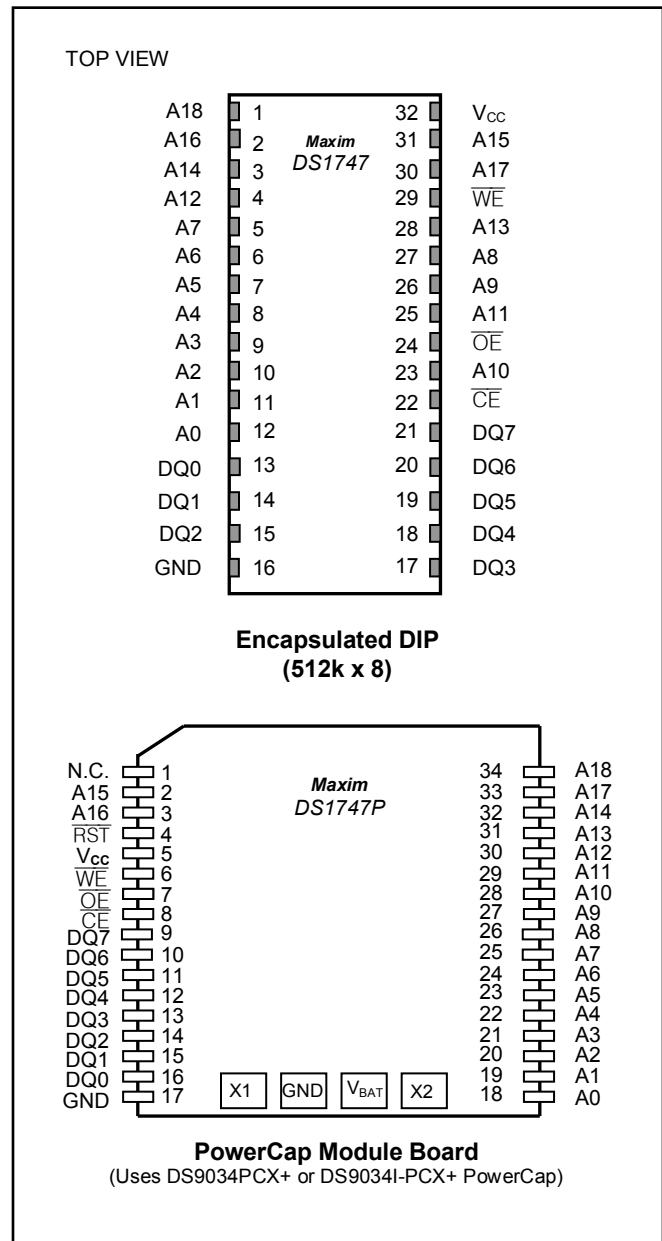 TOP VIEW
A18 1 32 VCC
A16 2 Maxim 31 A15
A14 3 DS1747 30 A17
A12 4 29 W̅E̅
A7 5 28 A13
A6 6 27 A8
A5 7 26 A9
A4 8 25 A11
A3 9 24 O̅E̅
A2 10 23 A10
A1 11 22 C̅E̅
A0 12 21 DQ7
DQ0 13 20 DQ6
DQ1 14 19 DQ5
DQ2 15 18 DQ4
GND 16 17 DQ3
Encapsulated DIP
(512k x 8)
N.C. 1 Maxim 34 A18
A15 2 DS1747P 33 A17
A16 3 32 A14
R̅S̅T̅ 4 31 A13
Vcc 5 30 A12
W̅E̅ 6 29 A11
O̅E̅ 7 28 A10
C̅E̅ 8 27 A9
DQ7 9 26 A8
DQ6 10 25 A7
DQ5 11 24 A6
DQ4 12 23 A5
DQ3 13 22 A4
DQ2 14 21 A3
DQ1 15 20 A2
DQ0 16 19 A1
GND 17 X1 GND VBAT X2 18 A0
PowerCap Module Board
(Uses DS9034PCX+ or DS9034I-PCX+ PowerCap)